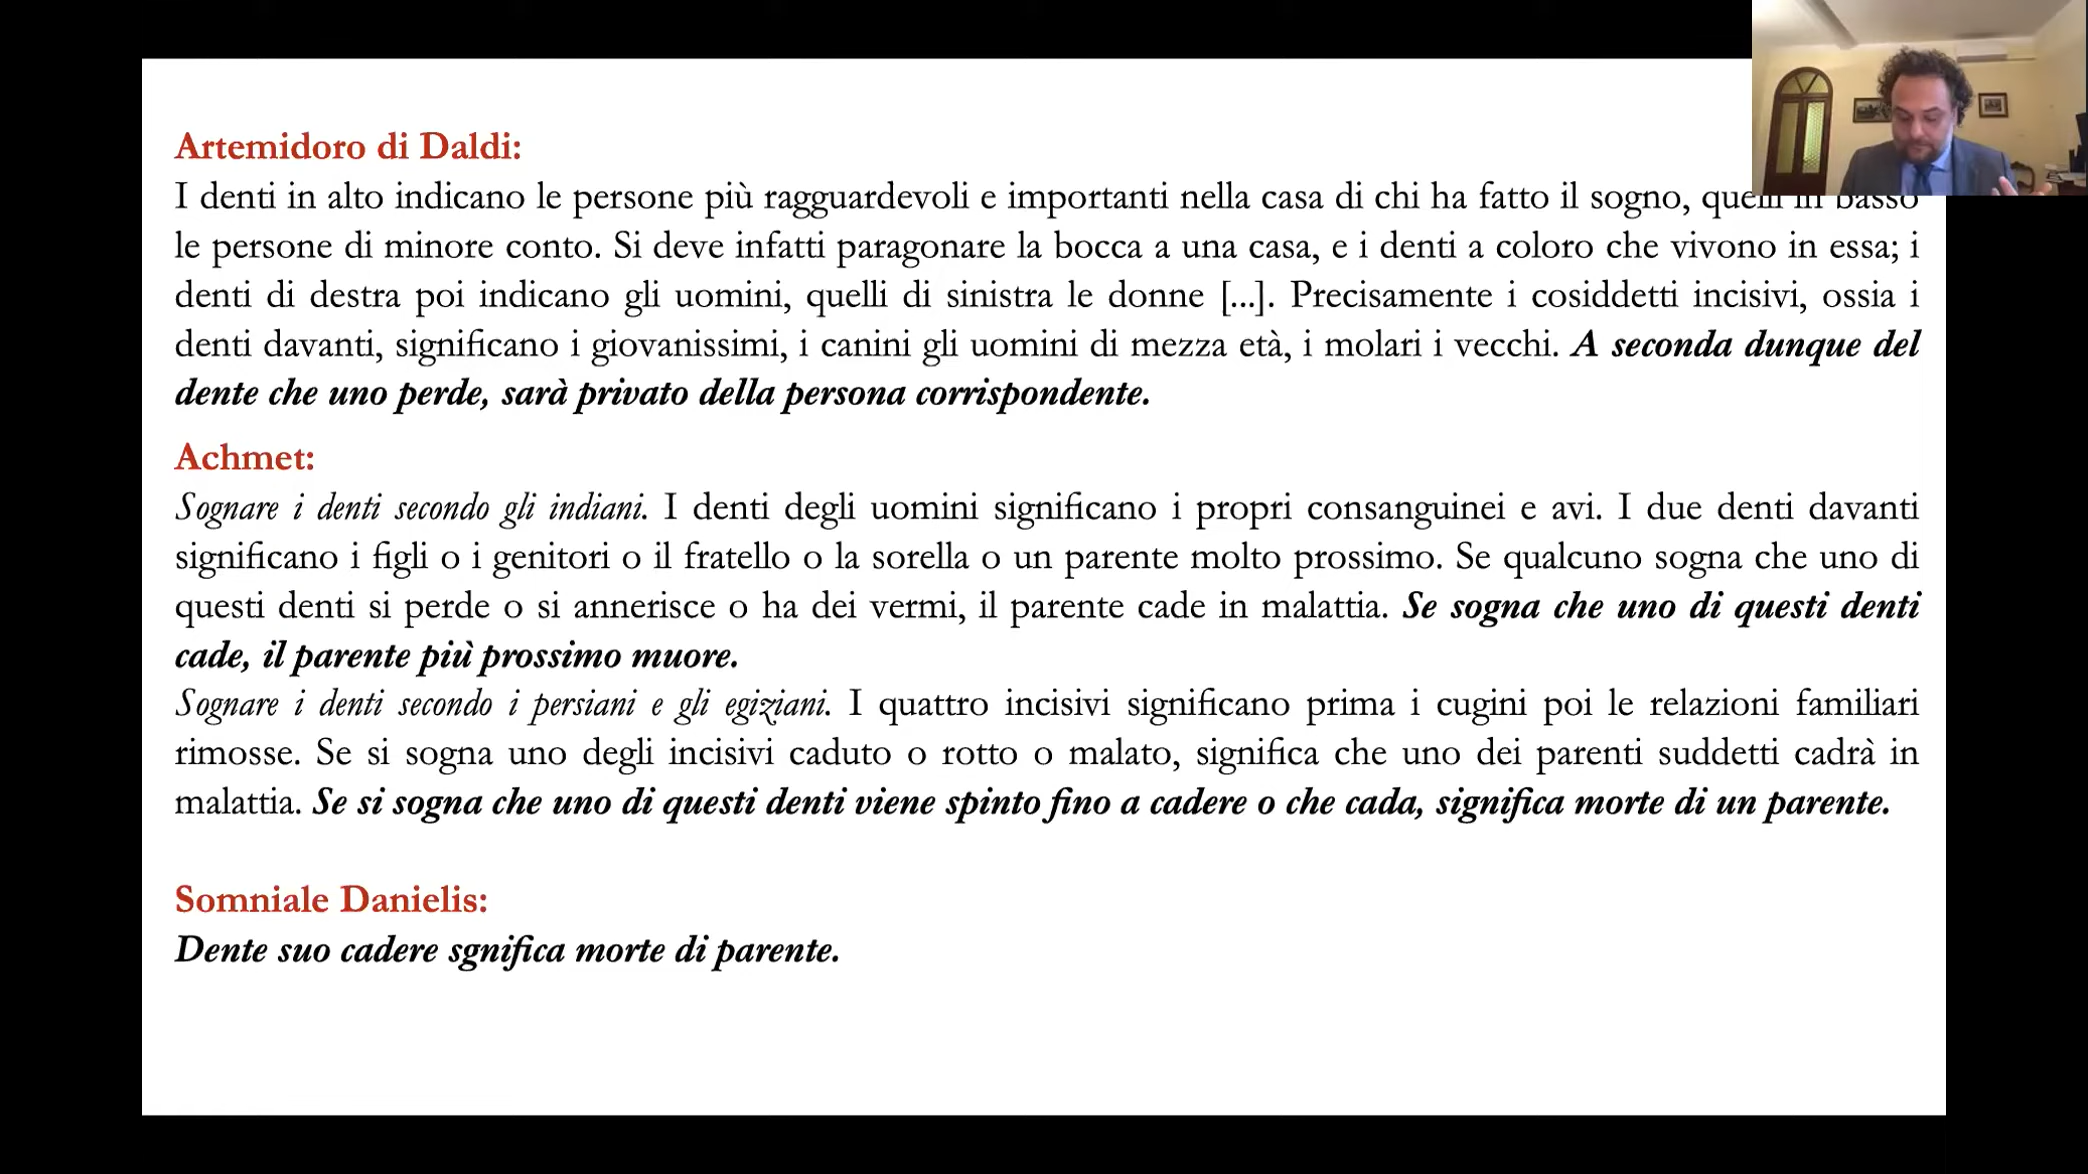 Artemidoro di Daldi:
I denti in alto indicano le persone più ragguardevoli e importanti nella casa di chi ha fatto il sogno, quelli in basso
le persone di minore conto. Si deve infatti paragonare la bocca a una casa, e i denti a coloro che vivono in essa; i
denti di destra poi indicano gli uomini, quelli di sinistra le donne [...]. Precisamente i cosiddetti incisivi, ossia i
denti davanti, significano i giovanissimi, i canini gli uomini di mezza età, i molari i vecchi. A seconda dunque del
dente che uno perde, sarà privato della persona corrispondente.
Achmet:
Sognare i denti secondo gli indiani. I denti degli uomini significano i propri consanguinei e avi. I due denti davanti
significano i figli o i genitori o il fratello o la sorella o un parente molto prossimo. Se qualcuno sogna che uno di
questi denti si perde o si annerisce o ha dei vermi, il parente cade in malattia. Se sogna che uno di questi denti
cade, il parente più prossimo muore.
Sognare i denti secondo i persiani e gli egiziani. I quattro incisivi significano prima i cugini poi le relazioni familiari
rimosse. Se si sogna uno degli incisivi caduto o rotto o malato, significa che uno dei parenti suddetti cadrà in
malattia. Se si sogna che uno di questi denti viene spinto fino a cadere o che cada, significa morte di un parente.
Somniale Danielis:
Dente suo cadere sgnifica morte di parente.